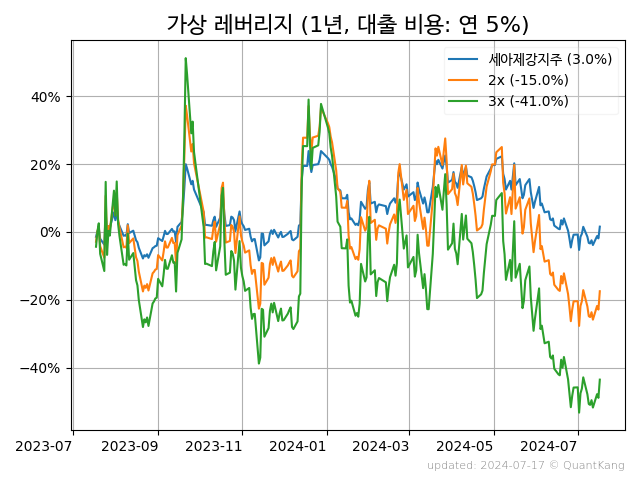 가상 레버리지 (1년, 대출 비용: 연 5%)
세아제강지주 (3.0%)
2x (-15.0%)
3x (-41.0%)
40%
20%
0%
−20%
−40%
2023-07 2023-09 2023-11 2024-01 2024-03 2024-05 2024-07
updated: 2024-07-17 © QuantKang